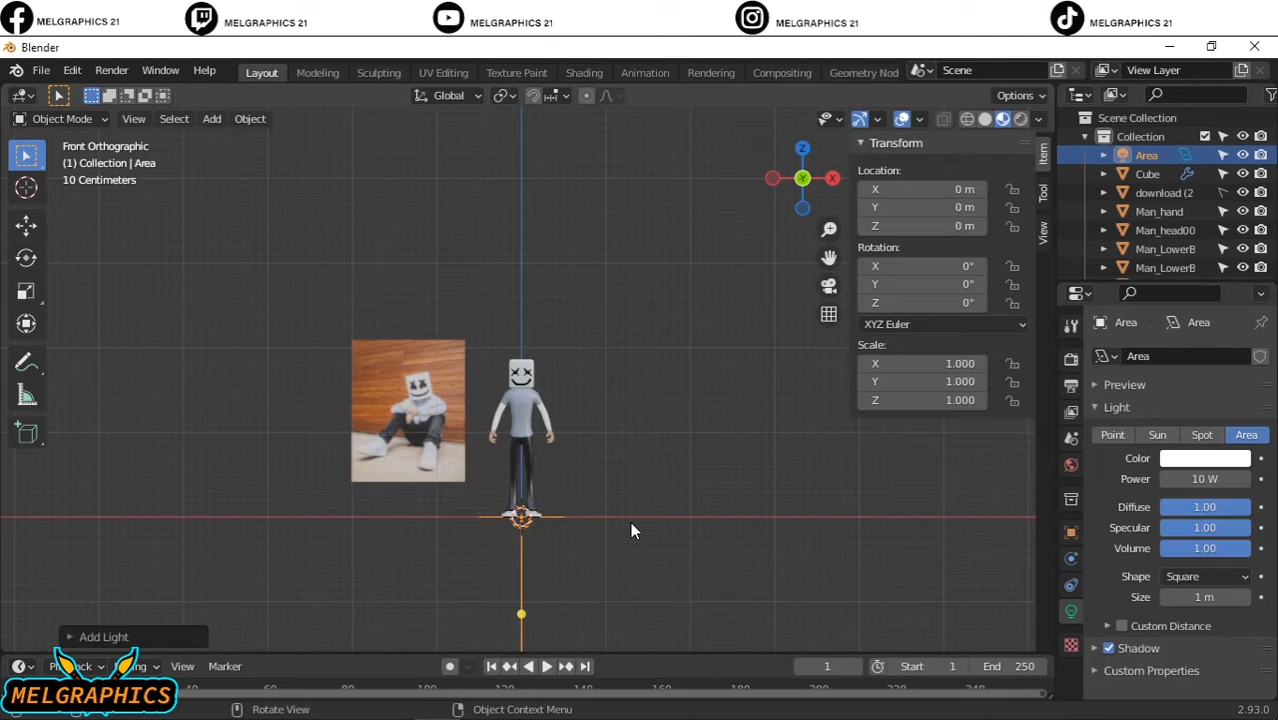 MELGRAPHICS 21 MELGRAPHICS 21 MELGRAPHICS 21 MELGRAPHICS 21 MELGRAPHICS 21
Blender
File Edit Render Window Help Layout Modeling Sculpting UV Editing Texture Paint Shading Animation Rendering Compositing Geometry Nod Scene View Layer
Global Options
Object Mode View Select Add Object
Front Orthographic
(1) Collection | Area
10 Centimeters
Z
X
Y
Transform
Location:
X 0 m
Y 0 m
Z 0 m
Rotation:
X 0°
Y 0°
Z 0°
XYZ Euler
Scale:
X 1.000
Y 1.000
Z 1.000
Item
Tool
View
Scene Collection
Collection
Area
Cube
download (2
Man_hand
Man_head00
Man_LowerB
Man_LowerB
Area Area
Area
Preview
Light
Point Sun Spot Area
Color
Power 10 W
Diffuse 1.00
Specular 1.00
Volume 1.00
Shape Square
Size 1 m
Custom Distance
Shadow
Custom Properties
Add Light
View Marker 1 Start 1 End 250
MELGRAPHICS
Rotate View Object Context Menu 2.93.0